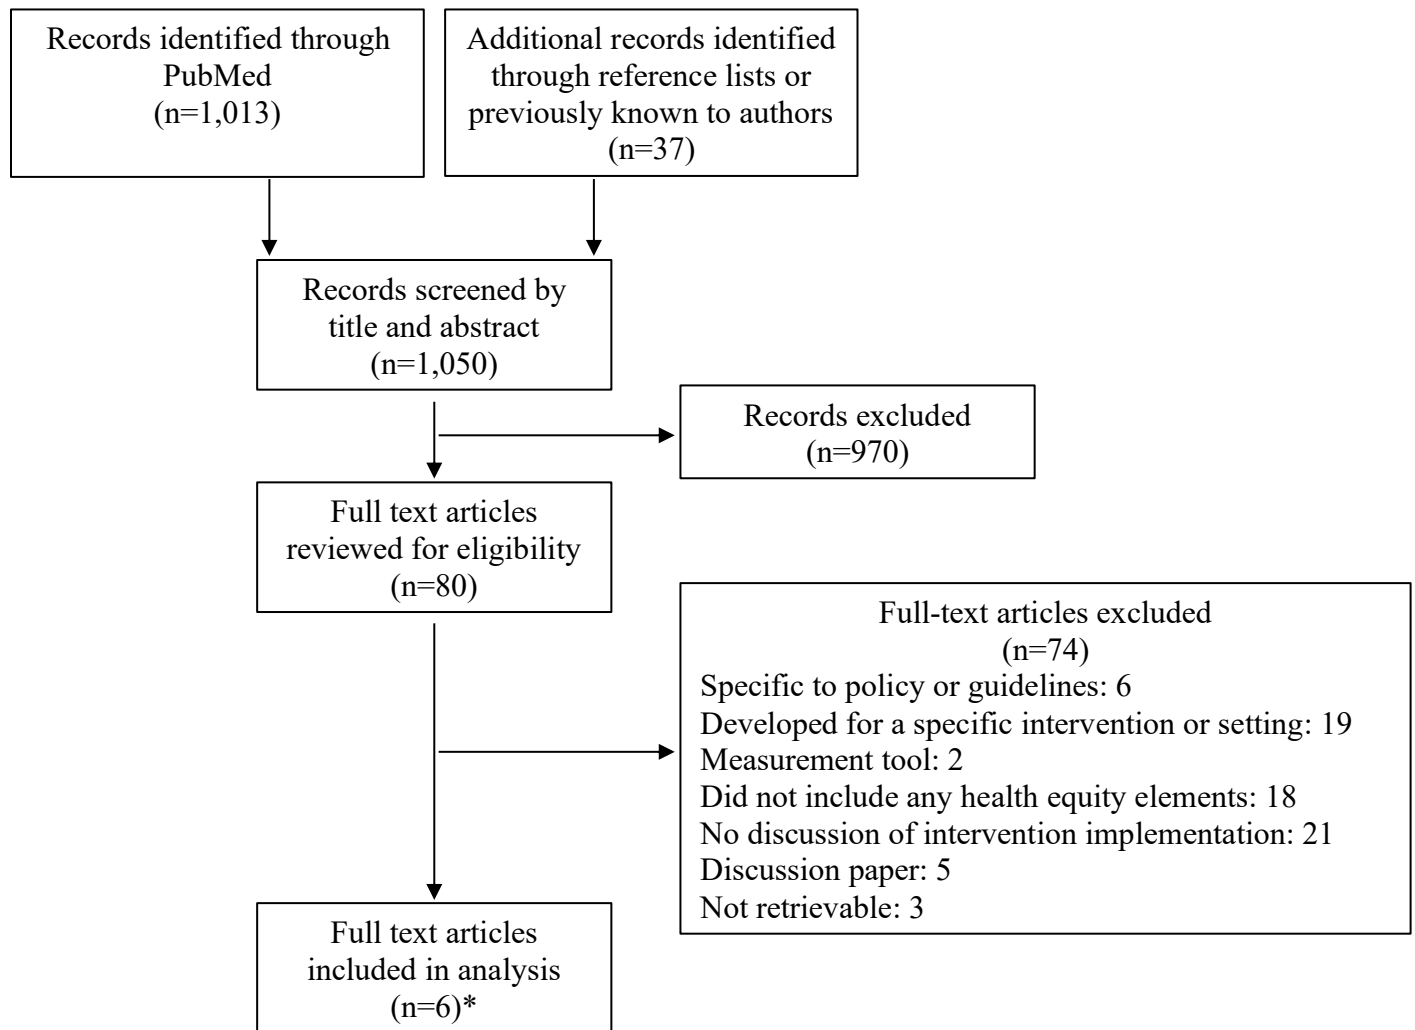 Records identified through
PubMed
(n=1,013)
Additional records identified
through reference lists or
previously known to authors
(n=37)
Records screened by
title and abstract
(n=1,050)
Records excluded
(n=970)
Full text articles
reviewed for eligibility
(n=80)
Full-text articles excluded
(n=74)
Specific to policy or guidelines: 6
Developed for a specific intervention or setting: 19
Measurement tool: 2
Did not include any health equity elements: 18
No discussion of intervention implementation: 21
Discussion paper: 5
Not retrievable: 3
Full text articles
included in analysis
(n=6)*